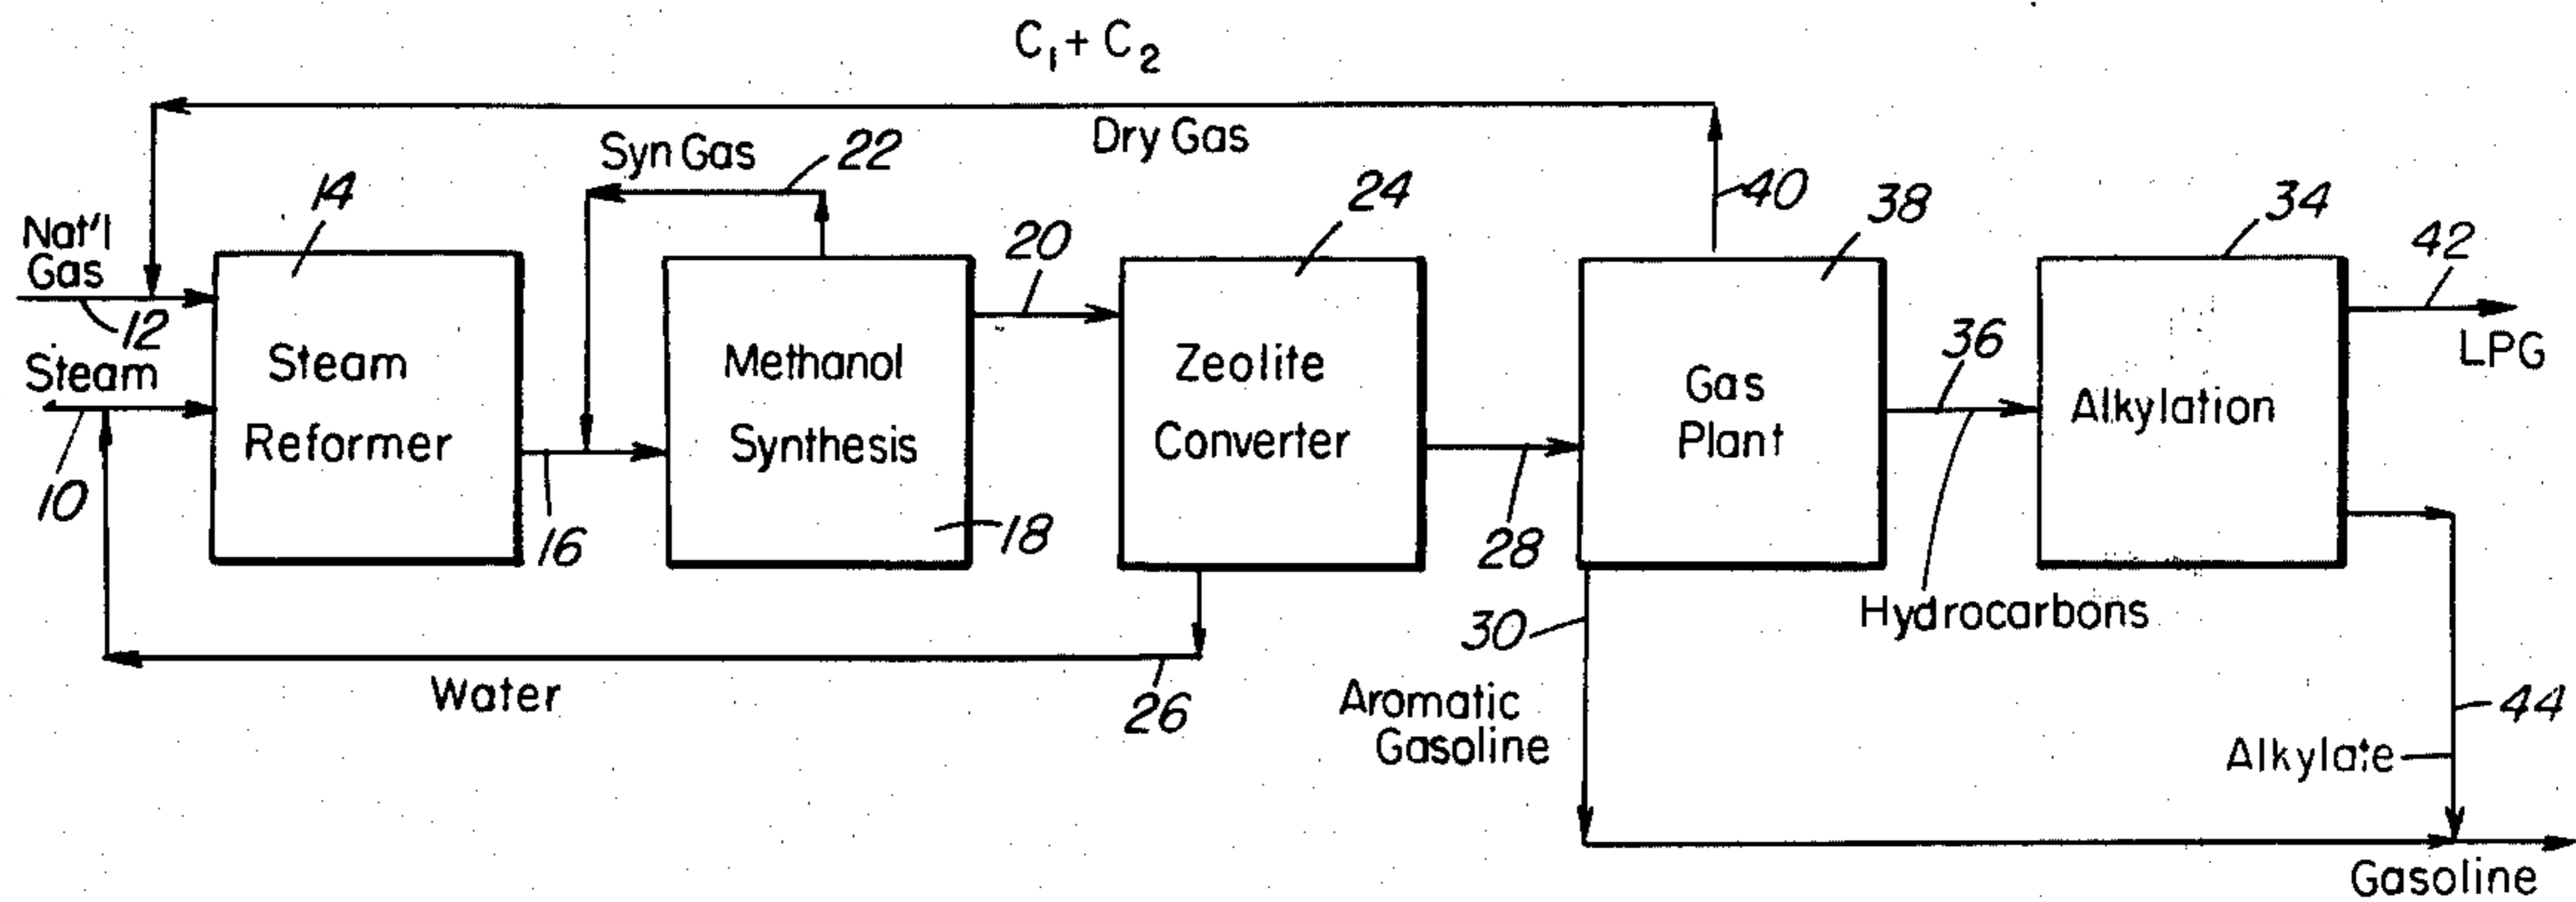 C₁ + C₂
Dry Gas
Syn Gas
22
14
24
40
38
34
Nat'l
Gas
20
42
12
Steam
Steam
Reformer
Methanol
Synthesis
Zeolite
Converter
Gas
Plant
36
Alkylation
LPG
10
16
18
28
Hydrocarbons
30
Water
26
Aromatic
Gasoline
44
Alkylate
Gasoline